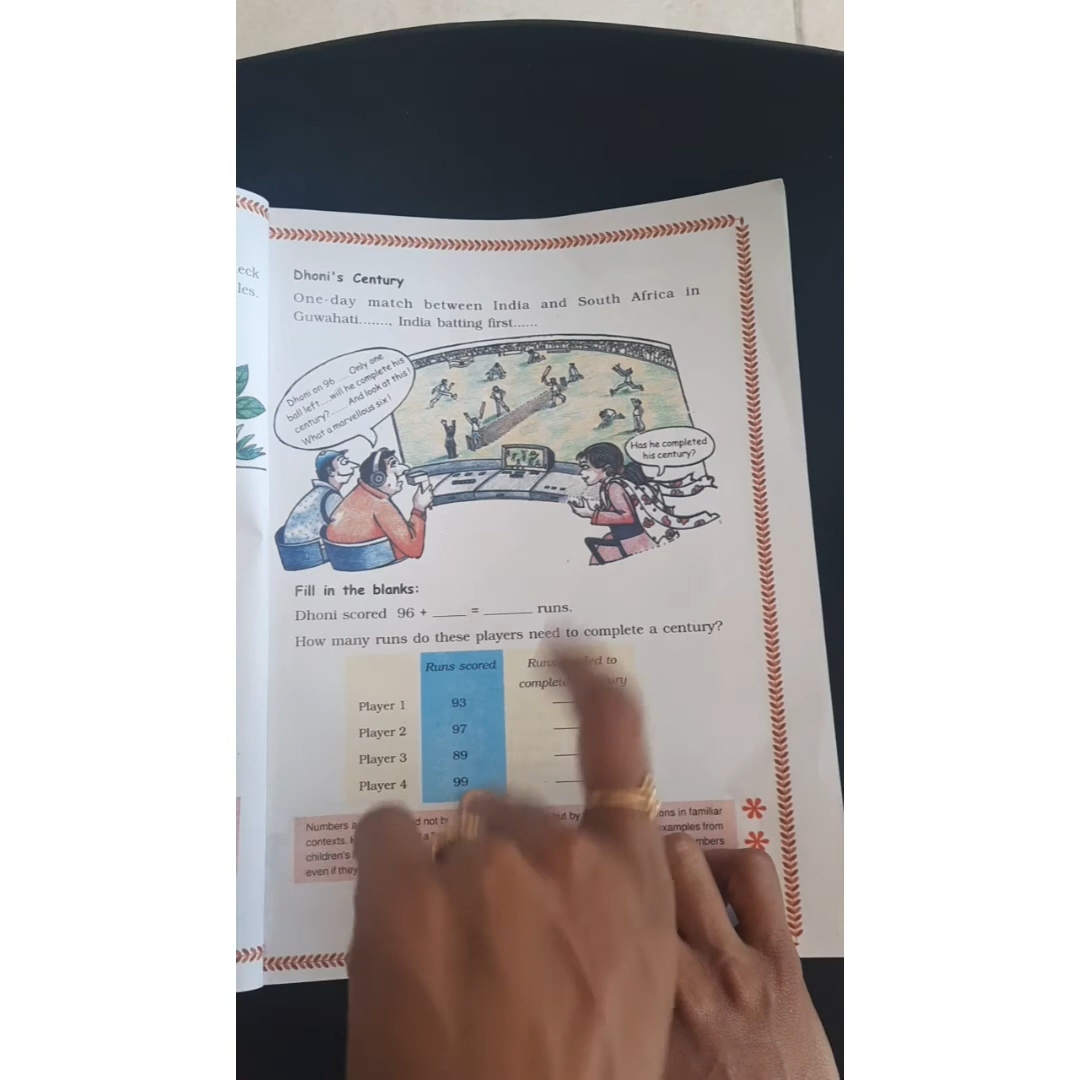 eck
les.
Dhoni's Century
One-day match between India and South Africa in
Guwahati......., India batting first......
Dhoni on 96 ..... Only one
ball left....will he complete his
century?...... And look at this!
What a marvellous six!
Has he completed
his century?
Fill in the blanks:
Dhoni scored 96 + ____ = ______ runs.
How many runs do these players need to complete a century?
Runs scored Runs to
Player 1 93
Player 2 97
Player 3 89
Player 4 99
Numbers not by in familiar
contexts. a examples from
children's
even if they